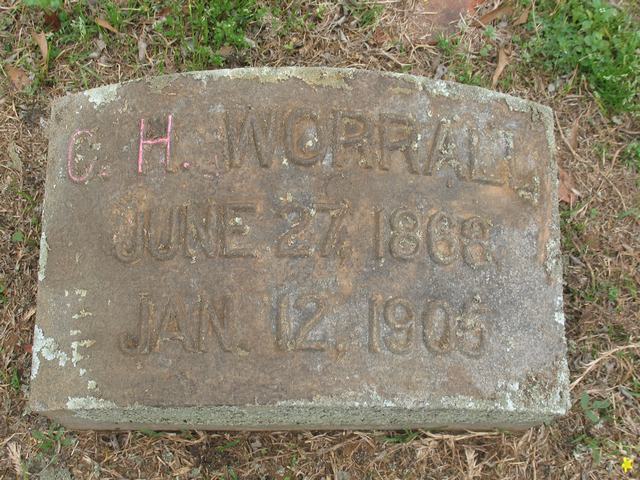 C. H. WORRALL
JUNE 27, 1868
JAN. 12, 1905